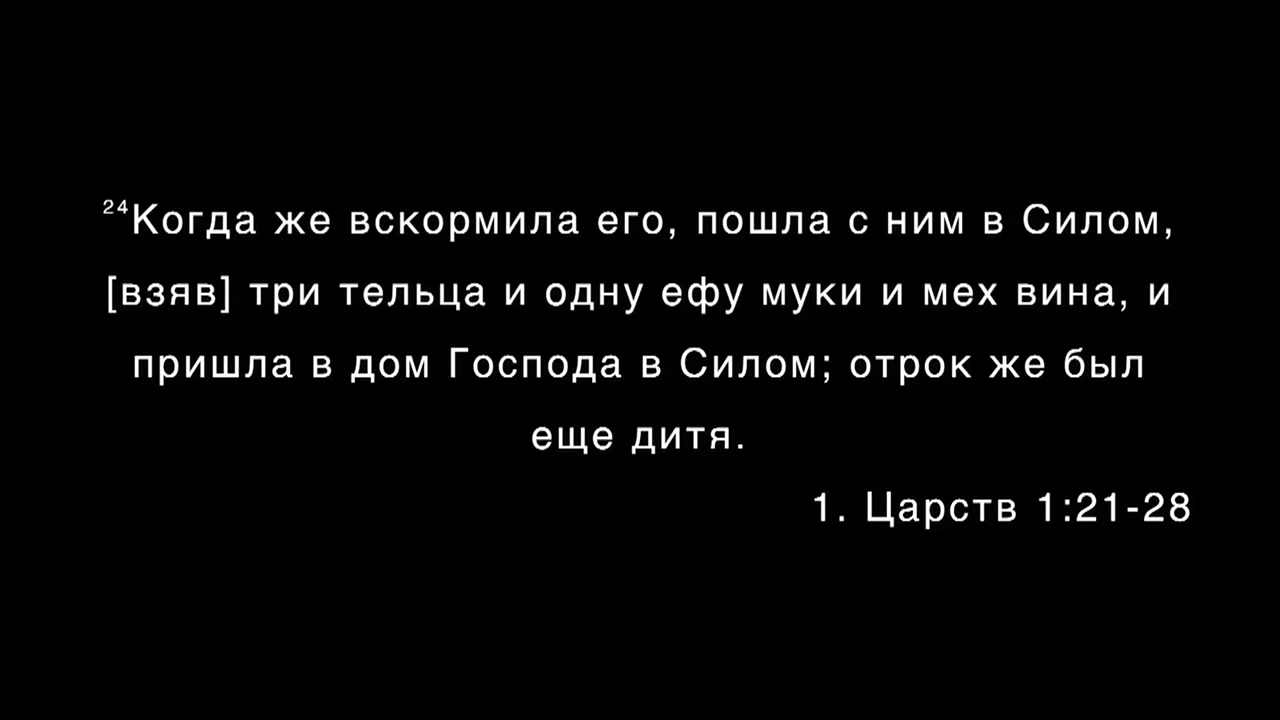 ²⁴Когда же вскормила его, пошла с ним в Силом,
[взяв] три тельца и одну ефу муки и мех вина, и
пришла в дом Господа в Силом; отрок же был
еще дитя.
1. Царств 1:21-28